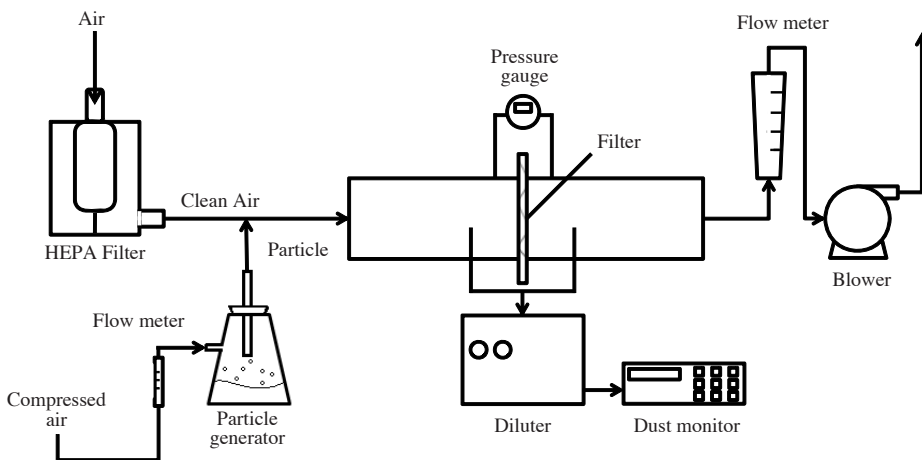 Air
Flow meter
Pressure
gauge
Filter
Clean Air
HEPA Filter
Particle
Blower
Flow meter
Compressed
air
Particle
generator
Diluter
Dust monitor